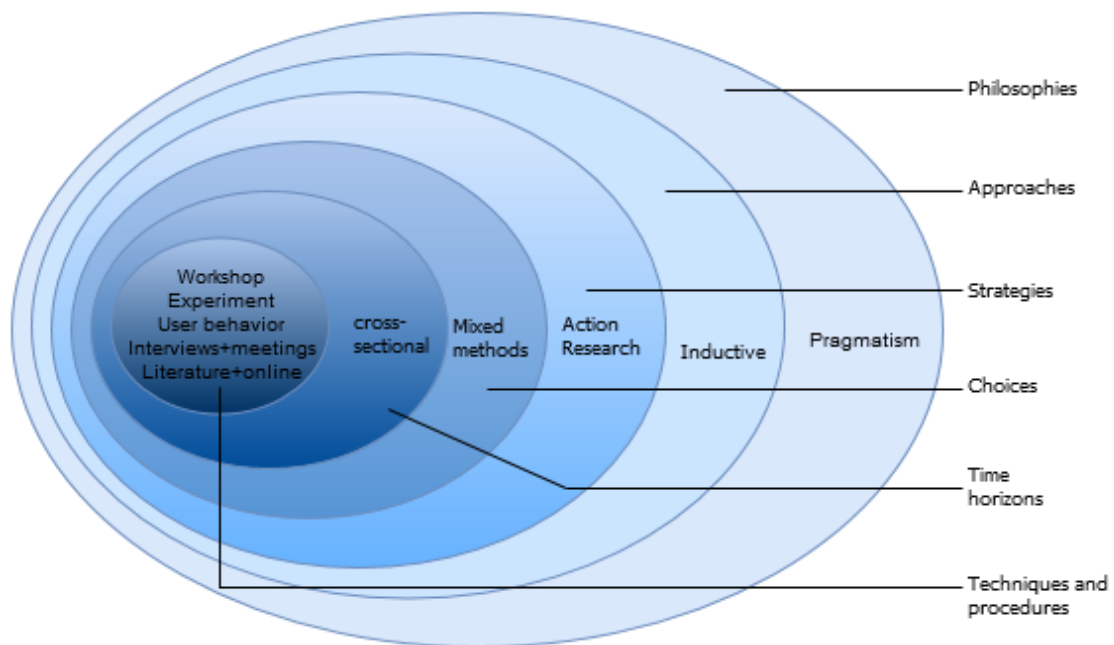 Philosophies
Approaches
Strategies
Workshop
Experiment
User behavior
Interviews+meetings
Literature+online
cross-
sectional
Mixed
methods
Action
Research
Inductive
Pragmatism
Choices
Time
horizons
Techniques and
procedures